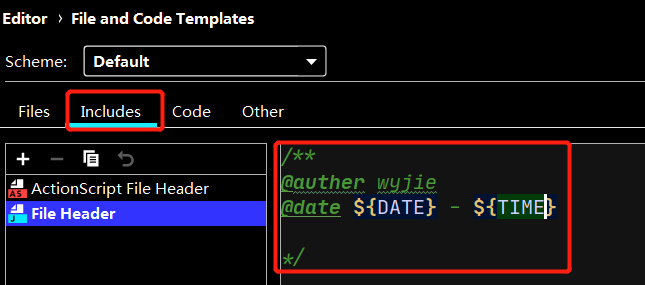 Editor › File and Code Templates
Scheme: Default
Files Includes Code Other
ActionScript File Header
File Header
/**
@auther wyjie
@date ${DATE} - ${TIME}
*/